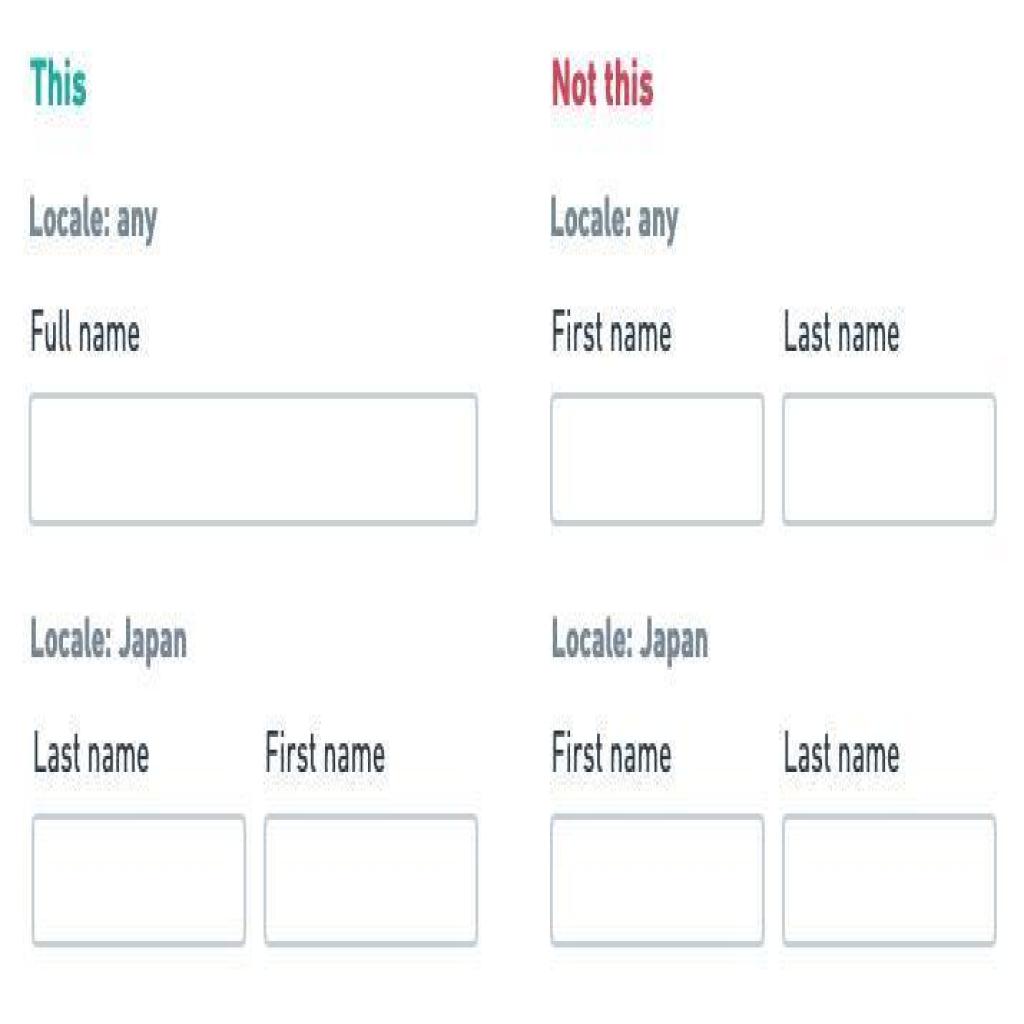 This
Not this
Locale: any
Locale: any
Full name
First name
Last name
Locale: Japan
Locale: Japan
Last name
First name
First name
Last name